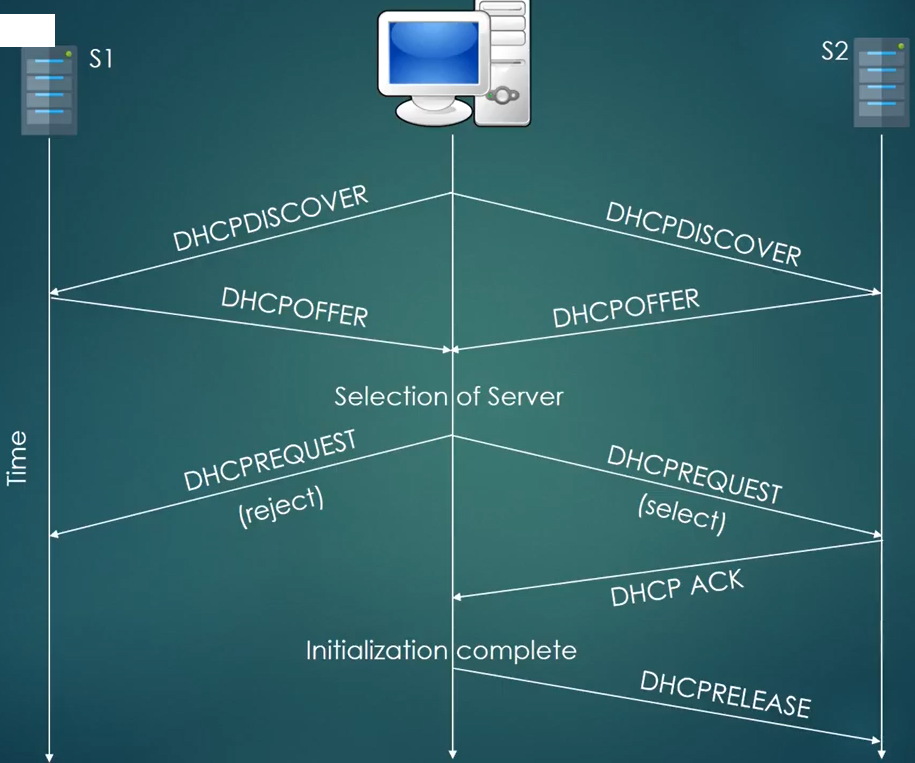 S1
S2
DHCPDISCOVER
DHCPDISCOVER
DHCPOFFER
DHCPOFFER
Selection of Server
Time
DHCPREQUEST
(reject)
DHCPREQUEST
(select)
DHCP ACK
Initialization complete
DHCPRELEASE